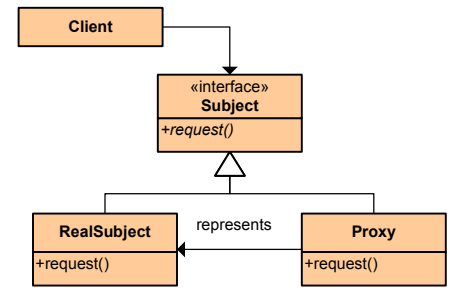 Client
«interface»
Subject
+request()
represents
RealSubject
+request()
Proxy
+request()